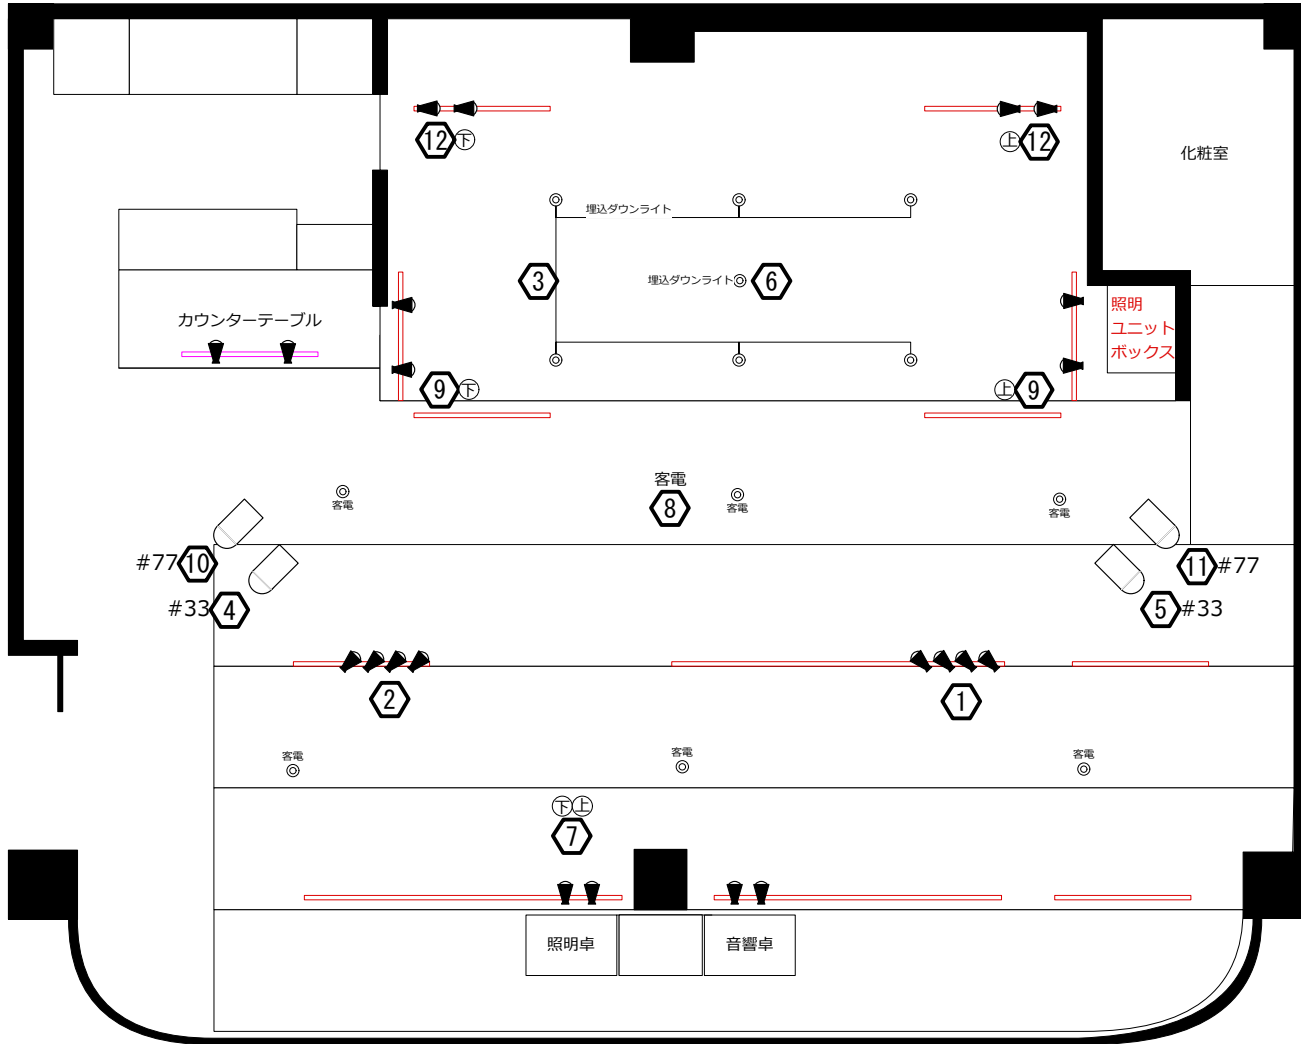 12 下
上 12
化粧室
埋込ダウンライト
3
埋込ダウンライト
6
照明
ユニット
ボックス
カウンターテーブル
9 下
上 9
客電
8
客電
客電
客電
#77 10
11 #77
#33 4
5 #33
2
1
客電
客電
客電
下 上
7
照明卓
音響卓